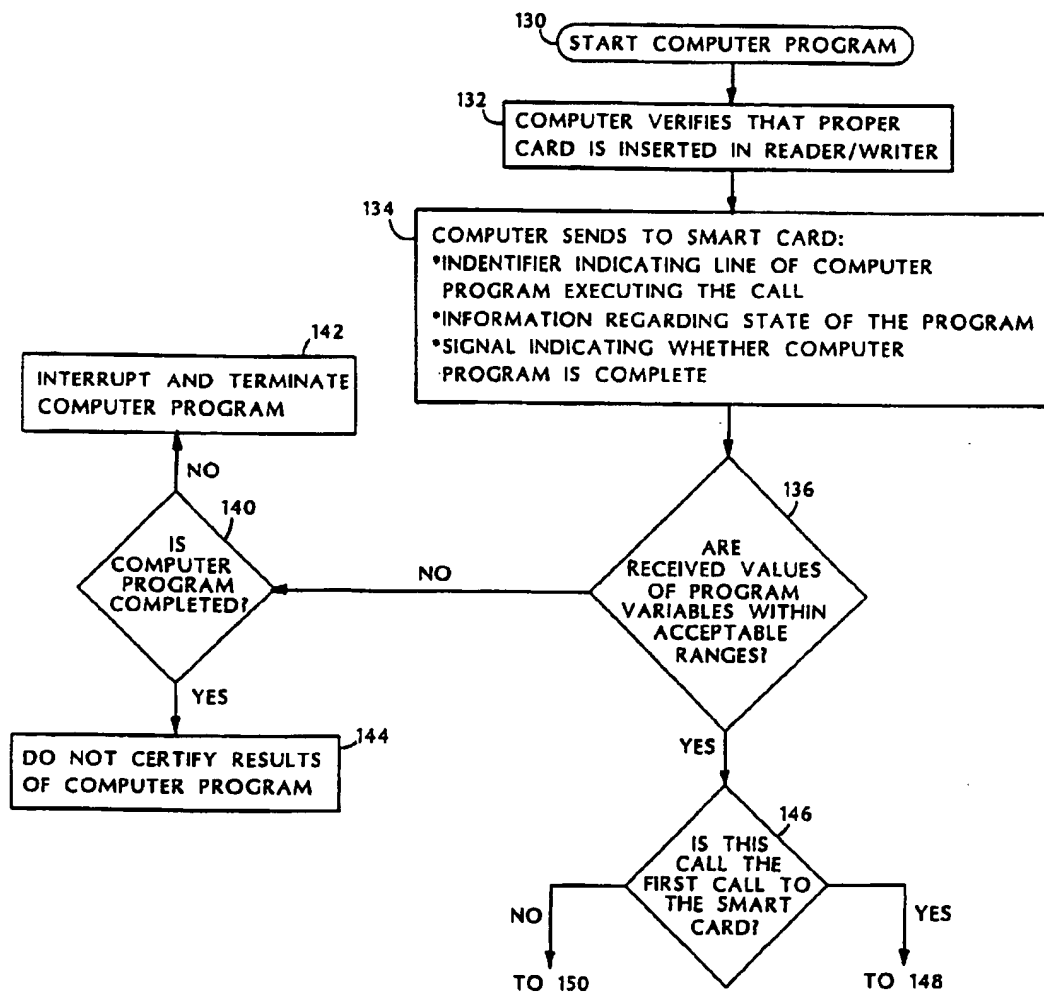 130
START COMPUTER PROGRAM
132
COMPUTER VERIFIES THAT PROPER
CARD IS INSERTED IN READER/WRITER
134
COMPUTER SENDS TO SMART CARD:
*INDENTIFIER INDICATING LINE OF COMPUTER
PROGRAM EXECUTING THE CALL
*INFORMATION REGARDING STATE OF THE PROGRAM
*SIGNAL INDICATING WHETHER COMPUTER
PROGRAM IS COMPLETE
136
ARE
RECEIVED VALUES
OF PROGRAM
VARIABLES WITHIN
ACCEPTABLE
RANGES?
NO
140
IS
COMPUTER
PROGRAM
COMPLETED?
NO
142
INTERRUPT AND TERMINATE
COMPUTER PROGRAM
YES
144
DO NOT CERTIFY RESULTS
OF COMPUTER PROGRAM
YES
146
IS THIS
CALL THE
FIRST CALL TO
THE SMART
CARD?
NO
TO 150
YES
TO 148